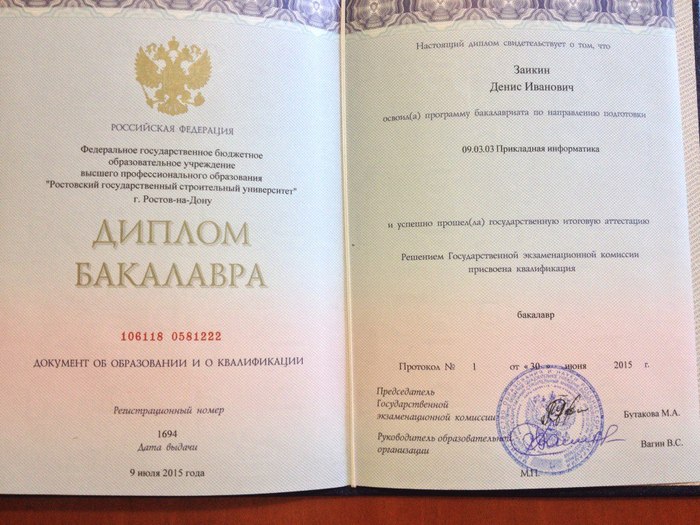 РОССИЙСКАЯ ФЕДЕРАЦИЯ
Федеральное государственное бюджетное
образовательное учреждение
высшего профессионального образования
"Ростовский государственный строительный университет"
г. Ростов-на-Дону
ДИПЛОМ
БАКАЛАВРА
106118 0581222
ДОКУМЕНТ ОБ ОБРАЗОВАНИИ И О КВАЛИФИКАЦИИ
Регистрационный номер
1694
Дата выдачи
9 июля 2015 года
Настоящий диплом свидетельствует о том, что
Заикин
Денис Иванович
освоил(а) программу бакалавриата по направлению подготовки
09.03.03 Прикладная информатика
и успешно прошел(ла) государственную итоговую аттестацию
Решением Государственной экзаменационной комиссии
присвоена квалификация
бакалавр
Протокол № 1 от «30» июня 2015 г.
Председатель
Государственной
экзаменационной комиссии
Бутакова М.А.
Руководитель образовательной
организации
Вагин В.С.
М.П.